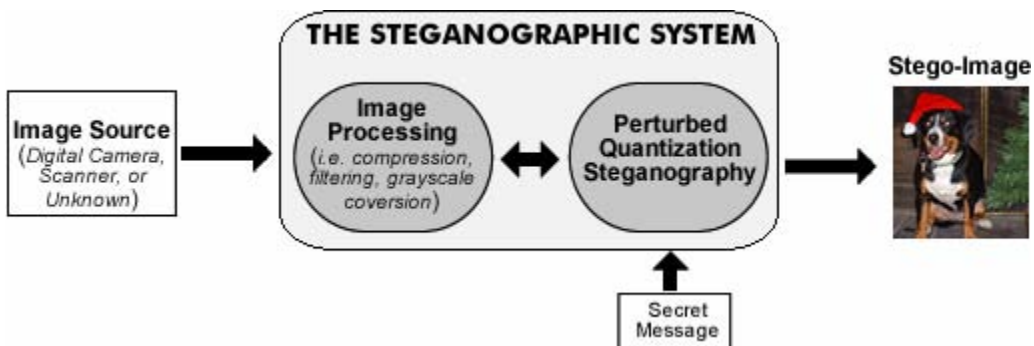 THE STEGANOGRAPHIC SYSTEM
Image Source
(Digital Camera,
Scanner, or
Unknown)
Image
Processing
(i.e. compression,
filtering, grayscale
coversion)
Perturbed
Quantization
Steganography
Stego-Image
Secret
Message